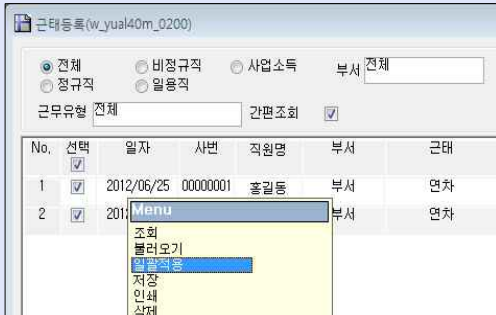 근태등록(w_yual40m_0200)
전체 비정규직 사업소득 부서 전체
정규직 일용직
근무유형 전체 간편조회
No. 선택 일자 사번 직원명 부서 근태
1 2012/06/25 00000001 홍길동 부서 연차
2 201 부서 연차
Menu
조회
불러오기
일괄적용
저장
인쇄
삭제